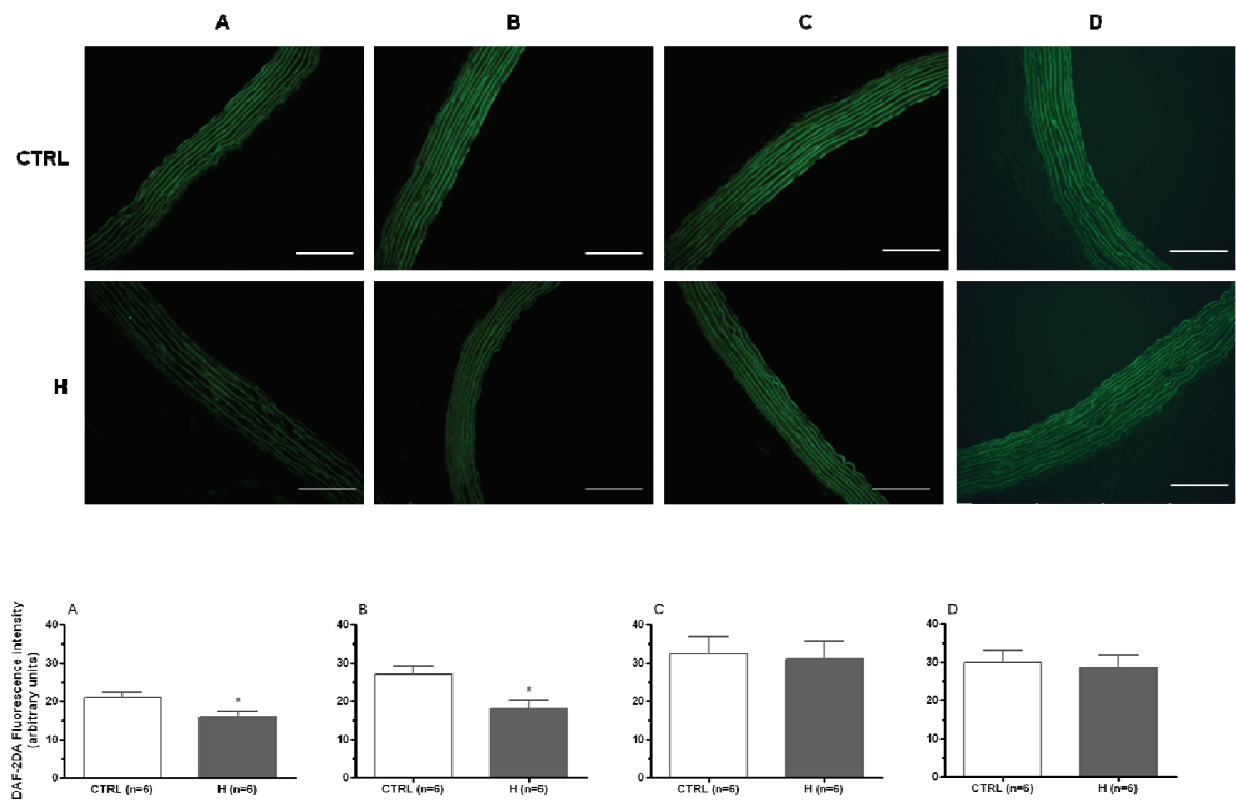 A B C D
CTRL
H
DAF-2DA Fluorescence intensity
(arbitrary units)
A
40
30
20
10
0
CTRL (n=6) H (n=6)
B
40
30
20
10
0
CTRL (n=6) H (n=6)
C
40
30
20
10
0
CTRL (n=6) H (n=6)
D
40
30
20
10
0
CTRL (n=6) H (n=6)
*
*